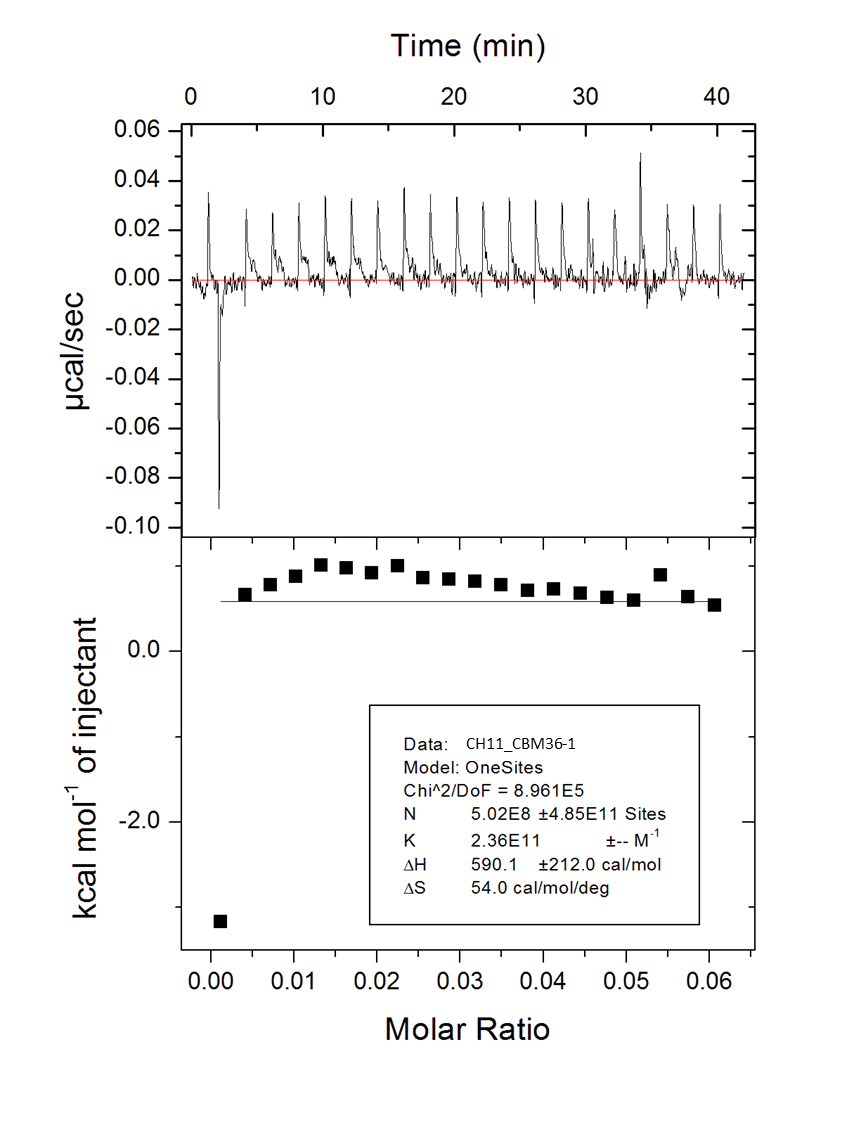 Time (min)
0 10 20 30 40
0.06
0.04
0.02
0.00
-0.02
-0.04
-0.06
-0.08
-0.10
µcal/sec
0.0
-2.0
kcal mol-1 of injectant
Data: CH11_CBM36-1
Model: OneSites
Chi^2/DoF = 8.961E5
N 5.02E8 ±4.85E11 Sites
K 2.36E11 ±-- M-1
ΔH 590.1 ±212.0 cal/mol
ΔS 54.0 cal/mol/deg
0.00 0.01 0.02 0.03 0.04 0.05 0.06
Molar Ratio